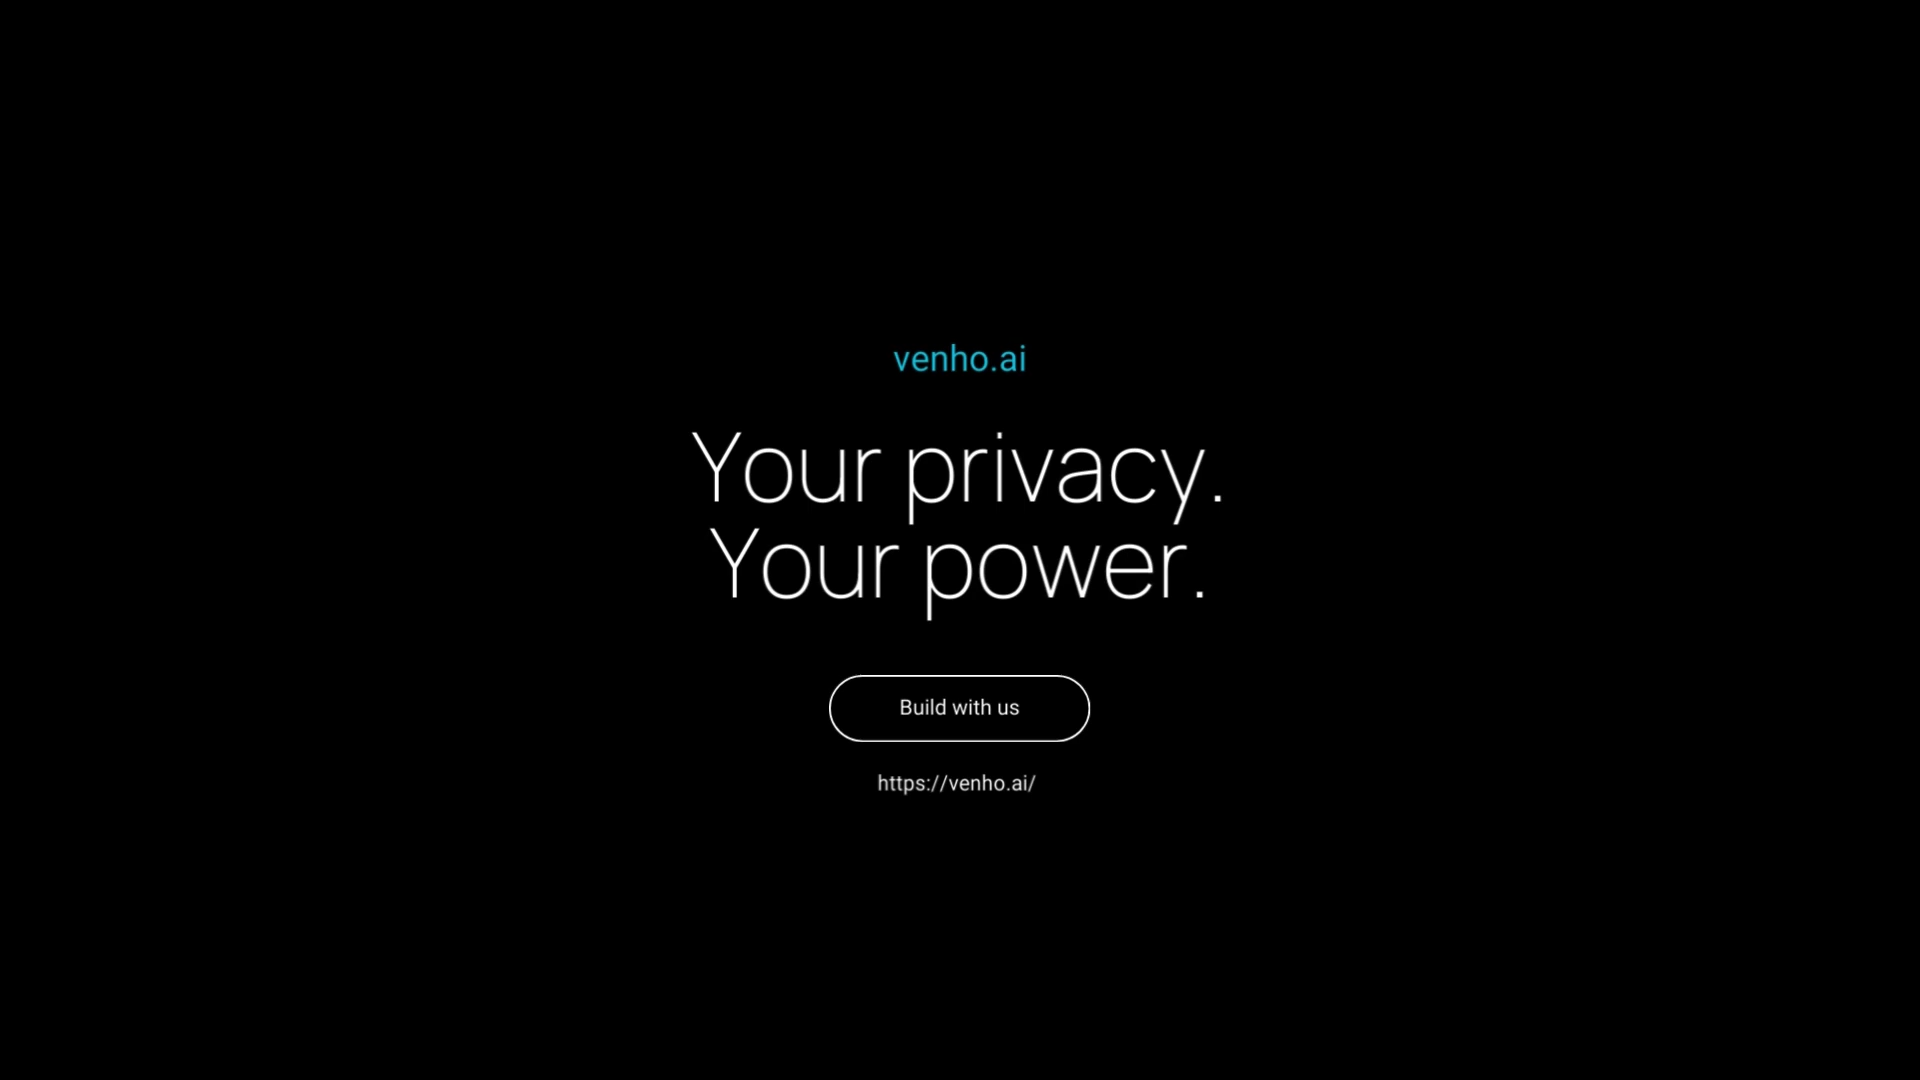 venho.ai
Your privacy.
Your power.
Build with us
https://venho.ai/